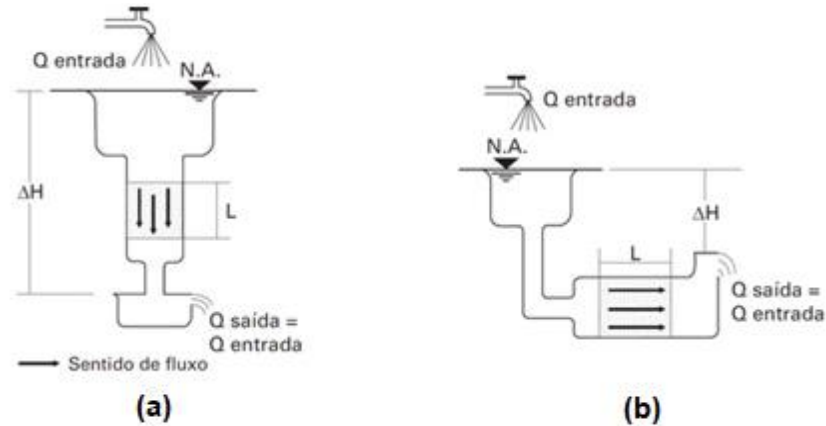 Q entrada
N.A.
ΔH
L
Q saída =
Q entrada
Sentido de fluxo
(a)
Q entrada
N.A.
ΔH
L
Q saída =
Q entrada
(b)